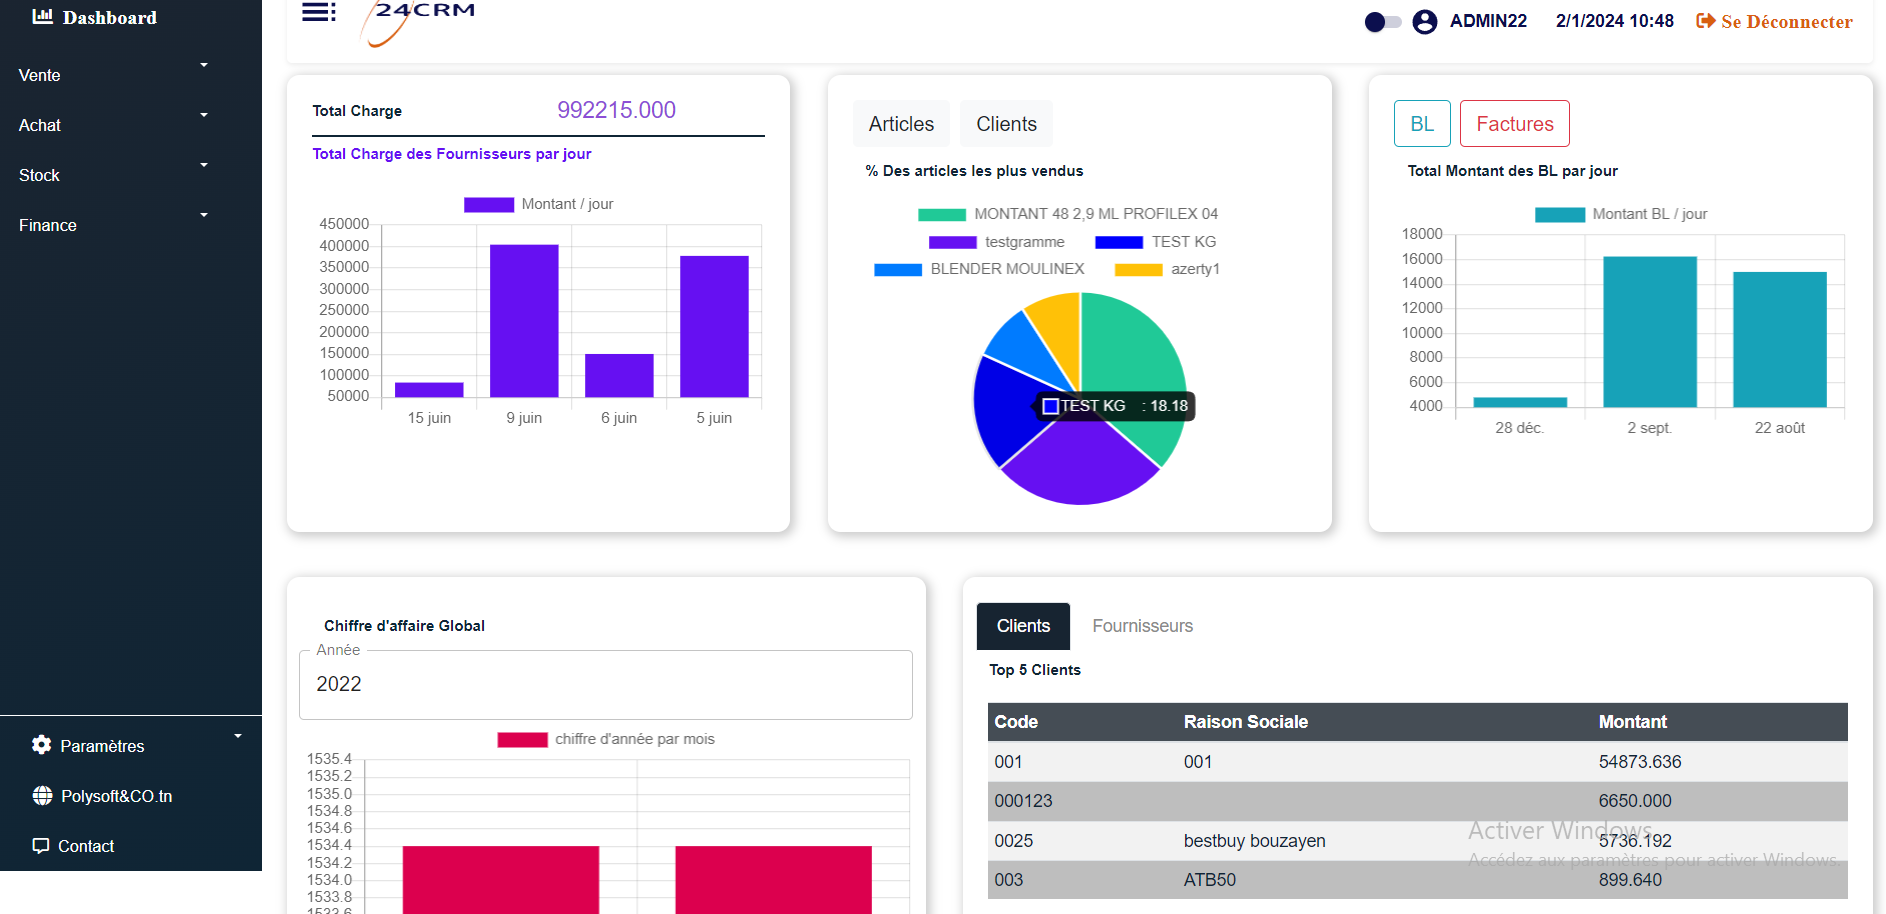 Dashboard
Vente
Achat
Stock
Finance
Paramètres
Polysoft&CO.tn
Contact
24CRM
ADMIN22
2/1/2024 10:48
Se Déconnecter
Total Charge
992215.000
Total Charge des Fournisseurs par jour
Montant / jour
450000
400000
350000
300000
250000
200000
150000
100000
50000
15 juin
9 juin
6 juin
5 juin
Articles
Clients
% Des articles les plus vendus
MONTANT 48 2,9 ML PROFILEX 04
testgramme
TEST KG
BLENDER MOULINEX
azerty1
TEST KG : 18.18
BL
Factures
Total Montant des BL par jour
Montant BL / jour
18000
16000
14000
12000
10000
8000
6000
4000
28 déc.
2 sept.
22 août
Chiffre d'affaire Global
Année
2022
chiffre d'année par mois
1535.4
1535.2
1535.0
1534.8
1534.6
1534.4
1534.2
1534.0
1533.8
1533.6
Clients
Fournisseurs
Top 5 Clients
Code Raison Sociale Montant
001 001 54873.636
000123 6650.000
0025 bestbuy bouzayen 5736.192
003 ATB50 899.640
Activer Windows
Accédez aux paramètres pour activer Windows.